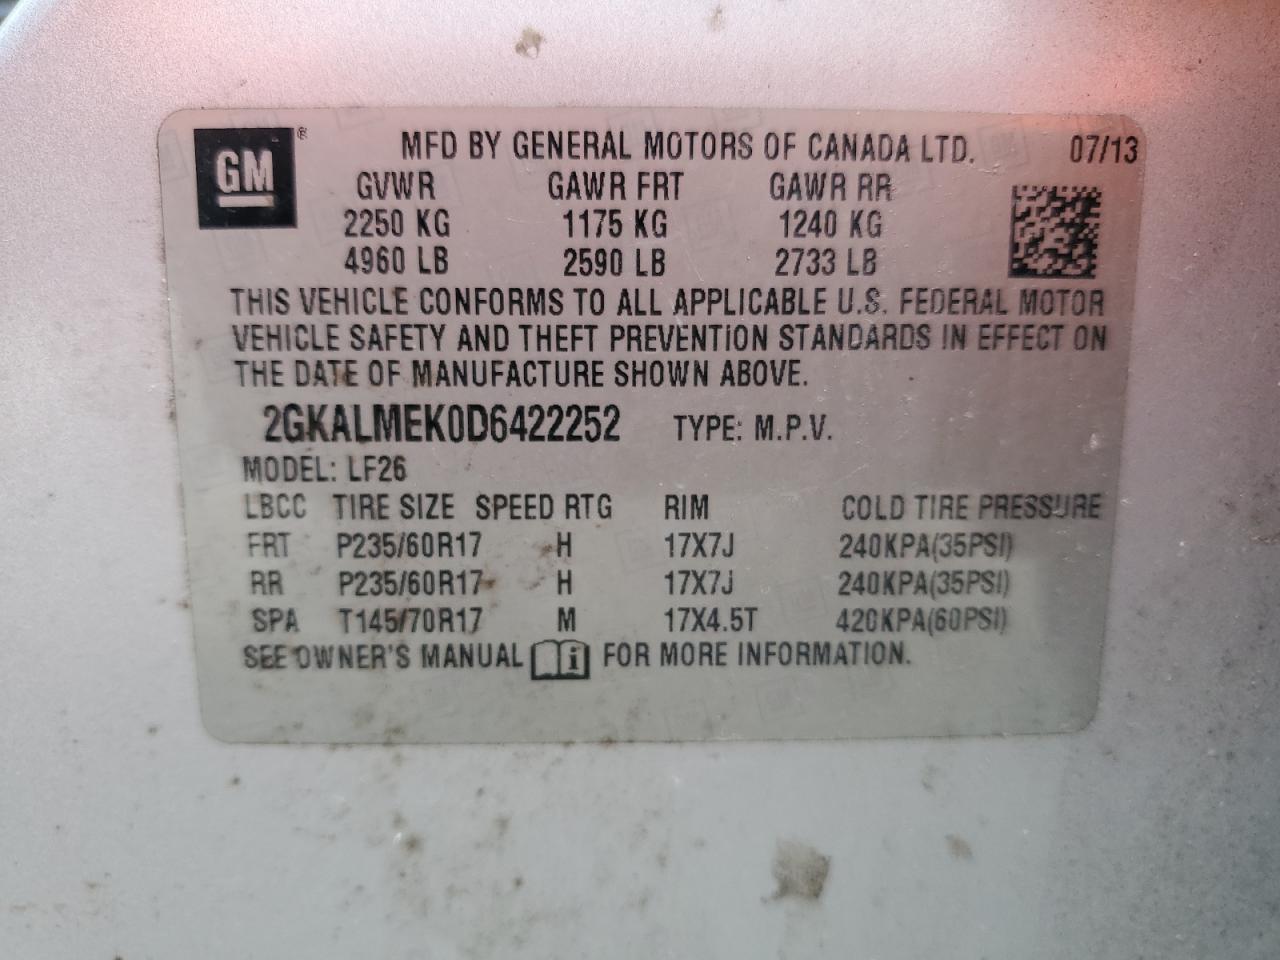 GM ® MFD BY GENERAL MOTORS OF CANADA LTD. 07/13
GVWR GAWR FRT GAWR RR
2250 KG 1175 KG 1240 KG
4960 LB 2590 LB 2733 LB
THIS VEHICLE CONFORMS TO ALL APPLICABLE U.S. FEDERAL MOTOR
VEHICLE SAFETY AND THEFT PREVENTION STANDARDS IN EFFECT ON
THE DATE OF MANUFACTURE SHOWN ABOVE.
2GKALMEK0D6422252 TYPE: M.P.V.
MODEL: LF26
LBCC TIRE SIZE SPEED RTG RIM COLD TIRE PRESSURE
FRT P235/60R17 H 17X7J 240KPA(35PSI)
RR P235/60R17 H 17X7J 240KPA(35PSI)
SPA T145/70R17 M 17X4.5T 420KPA(60PSI)
SEE OWNER'S MANUAL i FOR MORE INFORMATION.